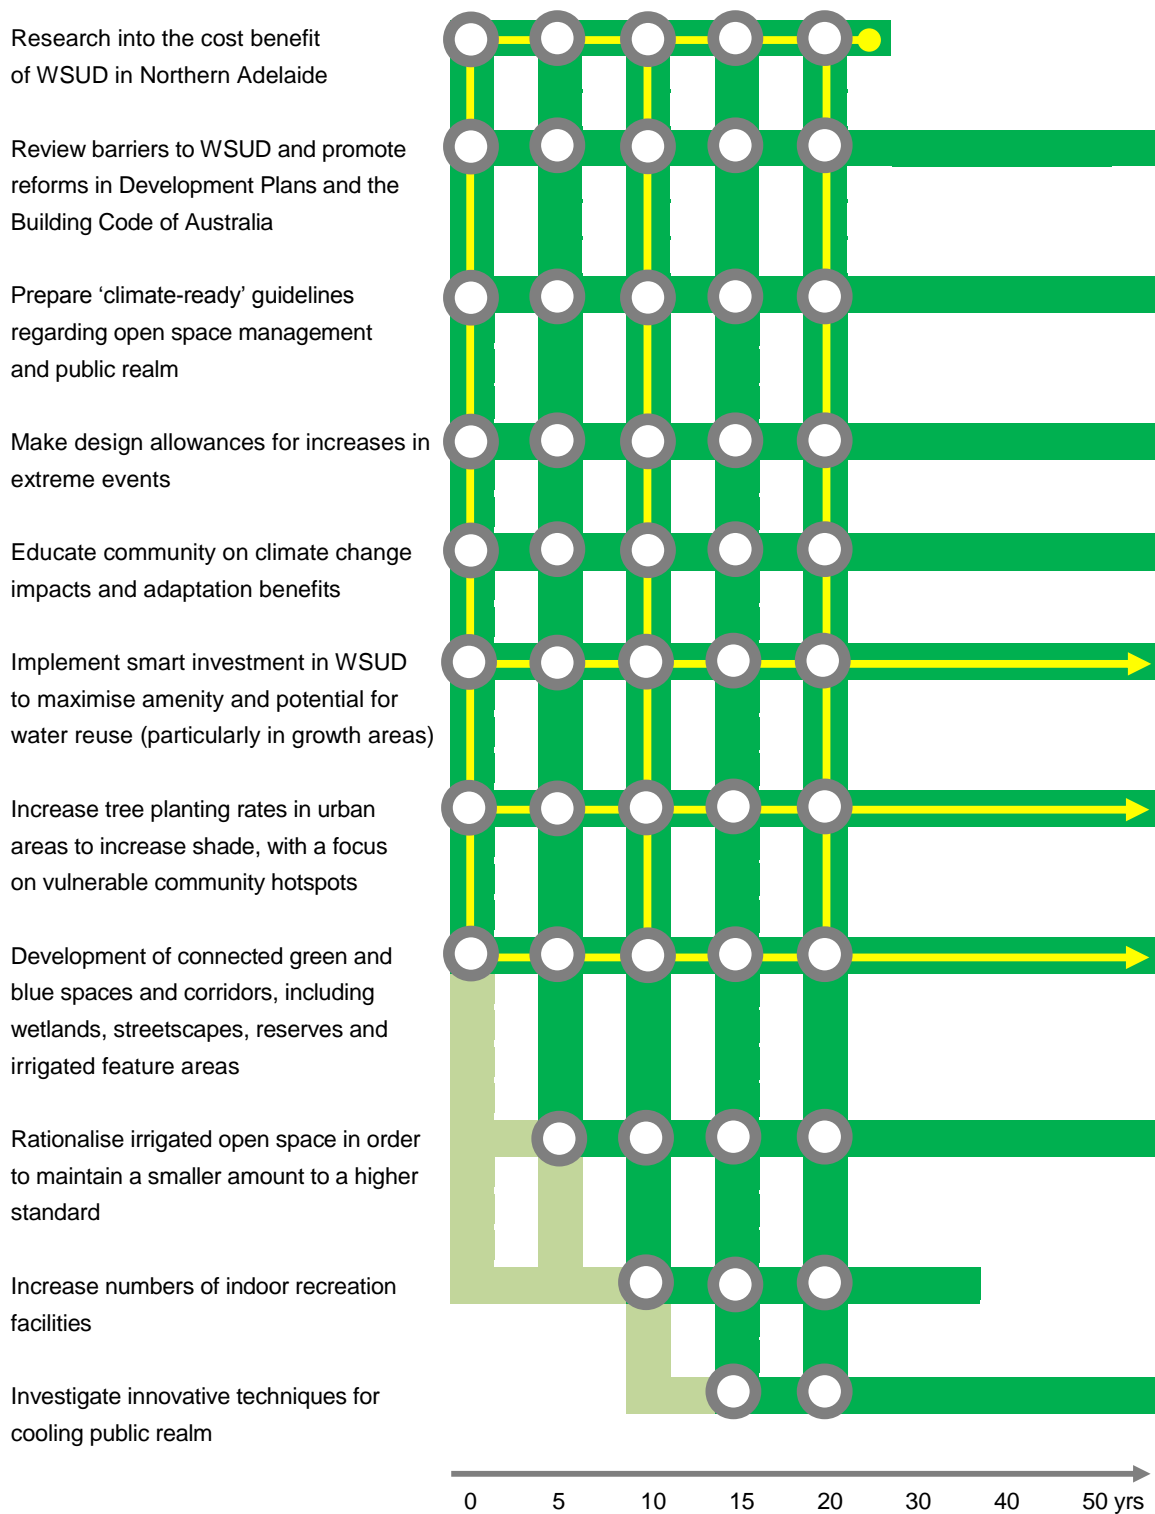 Research into the cost benefit
of WSUD in Northern Adelaide
Review barriers to WSUD and promote
reforms in Development Plans and the
Building Code of Australia
Prepare ‘climate-ready’ guidelines
regarding open space management
and public realm
Make design allowances for increases in
extreme events
Educate community on climate change
impacts and adaptation benefits
Implement smart investment in WSUD
to maximise amenity and potential for
water reuse (particularly in growth areas)
Increase tree planting rates in urban
areas to increase shade, with a focus
on vulnerable community hotspots
Development of connected green and
blue spaces and corridors, including
wetlands, streetscapes, reserves and
irrigated feature areas
Rationalise irrigated open space in order
to maintain a smaller amount to a higher
standard
Increase numbers of indoor recreation
facilities
Investigate innovative techniques for
cooling public realm
0 5 10 15 20 30 40 50 yrs